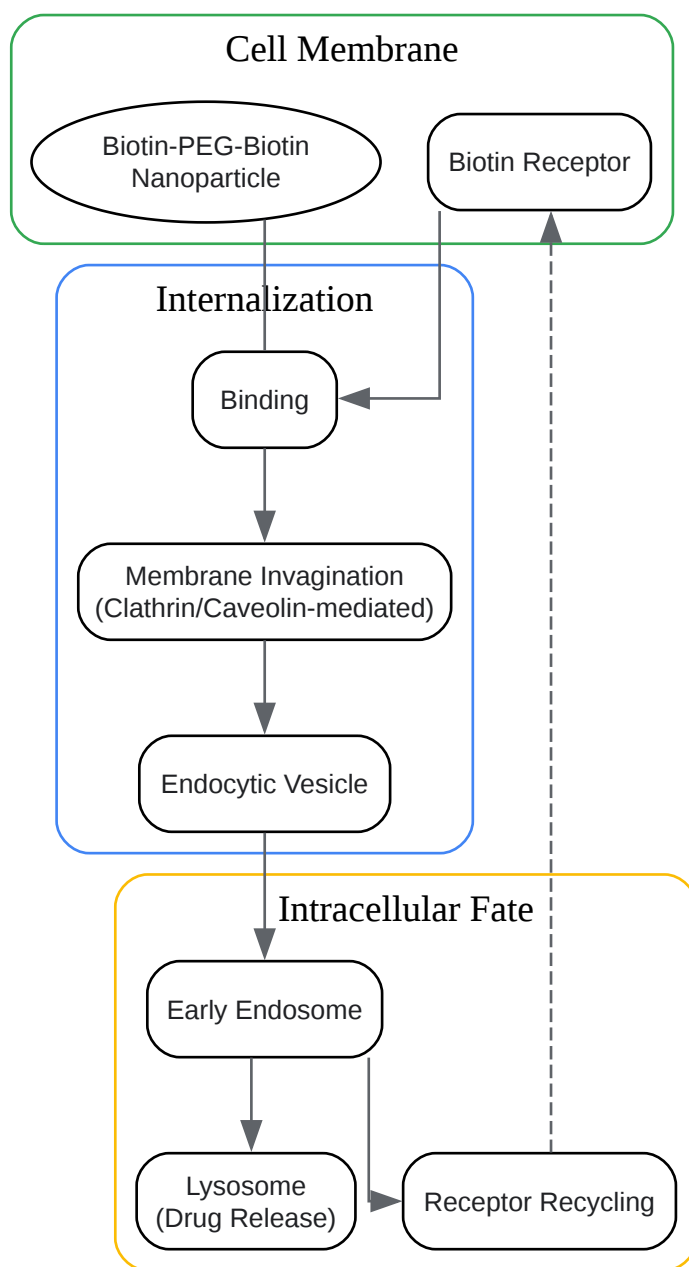 Cell Membrane
Biotin-PEG-Biotin
Nanoparticle
Biotin Receptor
Internalization
Binding
Membrane Invagination
(Clathrin/Caveolin-mediated)
Endocytic Vesicle
Intracellular Fate
Early Endosome
Lysosome
(Drug Release)
Receptor Recycling